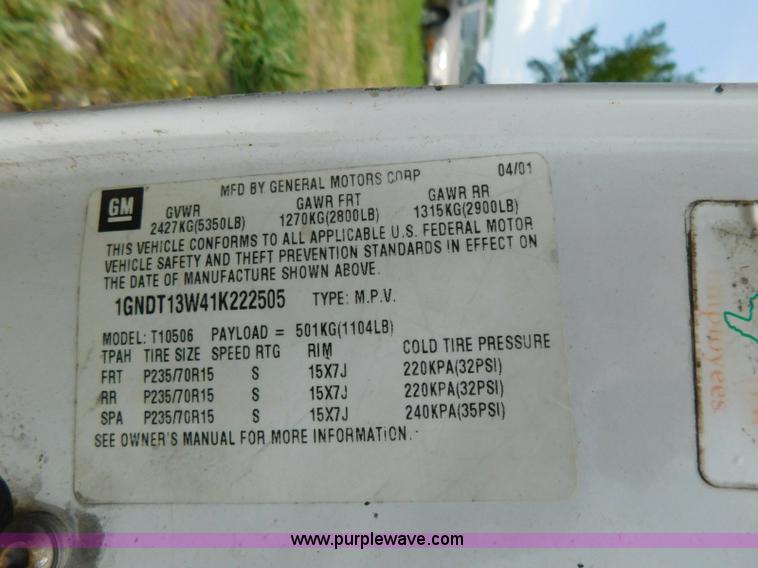 MFD BY GENERAL MOTORS CORP 04/01
GM
GVWR GAWR FRT GAWR RR
2427KG(5350LB) 1270KG(2800LB) 1315KG(2900LB)
THIS VEHICLE CONFORMS TO ALL APPLICABLE U.S. FEDERAL MOTOR
VEHICLE SAFETY AND THEFT PREVENTION STANDARDS IN EFFECT ON
THE DATE OF MANUFACTURE SHOWN ABOVE.
1GNDT13W41K222505 TYPE: M.P.V.
MODEL: T10506 PAYLOAD = 501KG(1104LB)
TPAH TIRE SIZE SPEED RTG RIM COLD TIRE PRESSURE
FRT P235/70R15 S 15X7J 220KPA(32PSI)
RR P235/70R15 S 15X7J 220KPA(32PSI)
SPA P235/70R15 S 15X7J 240KPA(35PSI)
SEE OWNER'S MANUAL FOR MORE INFORMATION.
www.purplewave.com